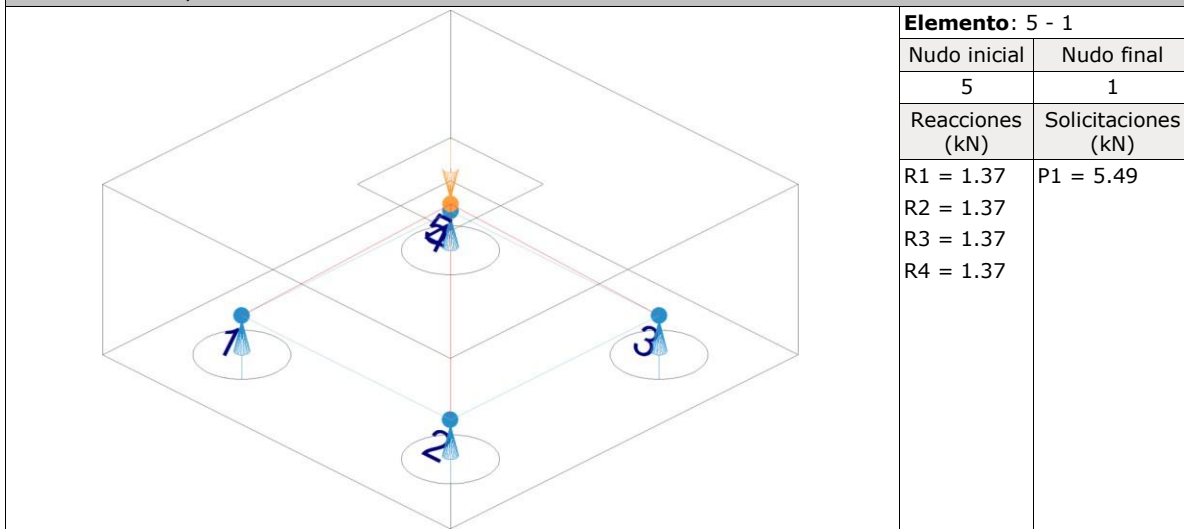 Elemento: 5 - 1
Nudo inicial Nudo final
5 1
Reacciones (kN) Solicitaciones (kN)
R1 = 1.37 P1 = 5.49
R2 = 1.37
R3 = 1.37
R4 = 1.37
5
4
1
3
2